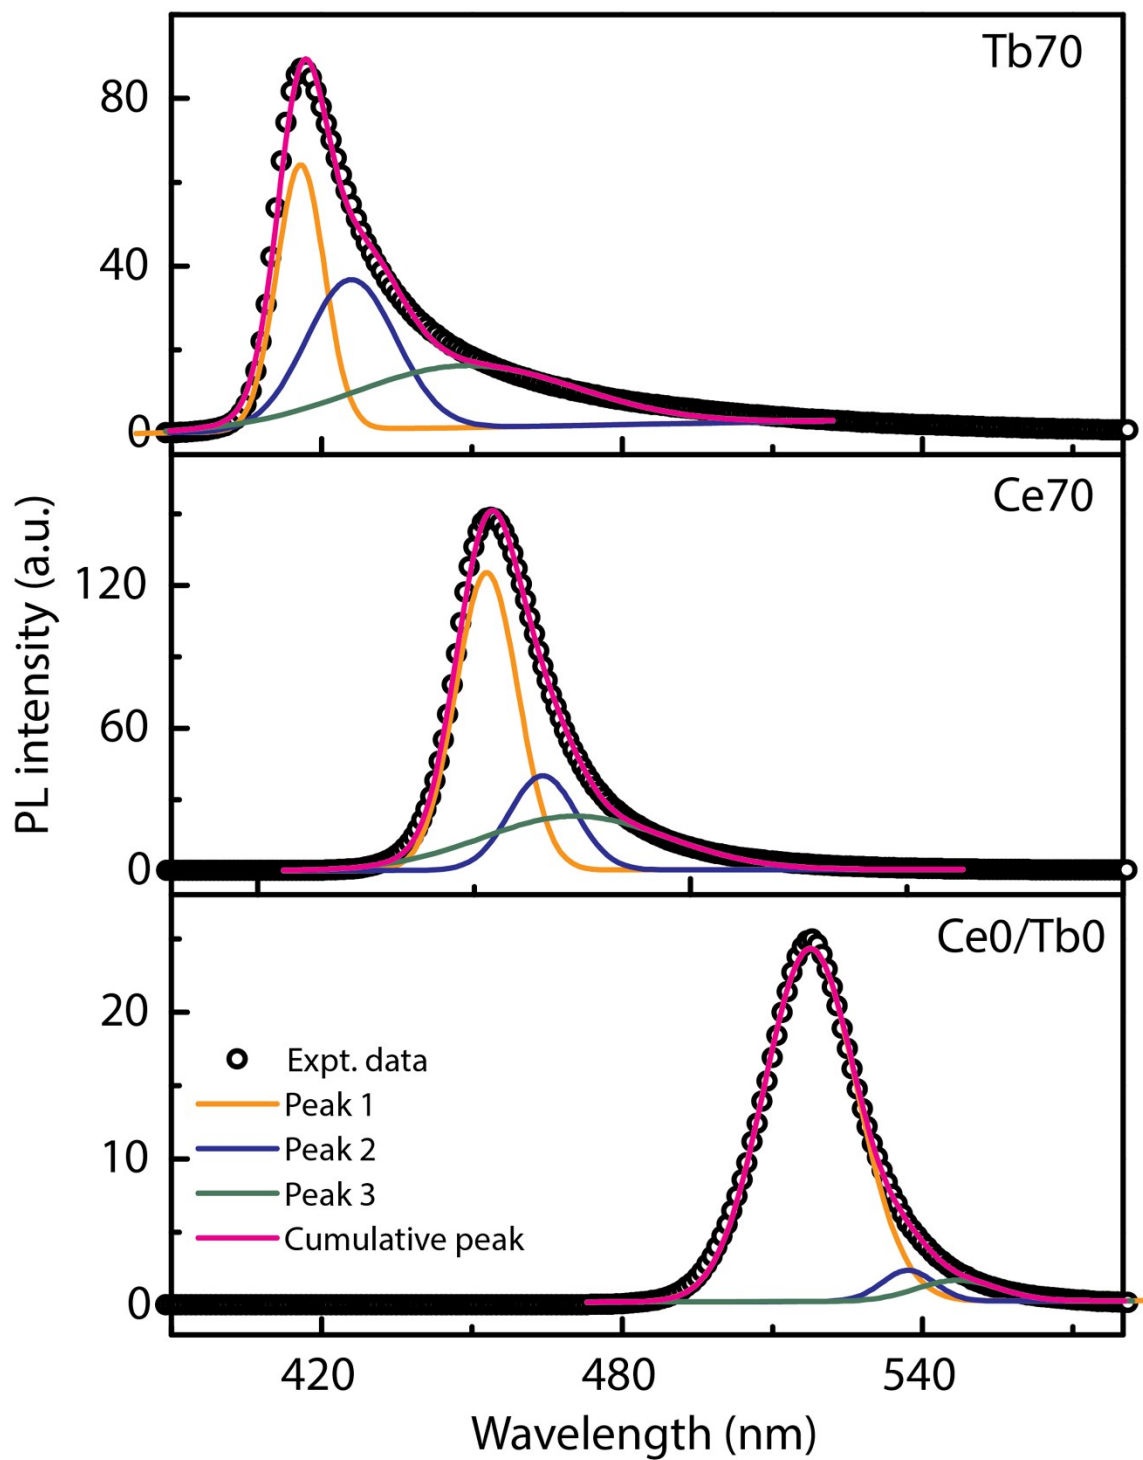 Tb70
80
40
0
Ce70
120
60
0
Ce0/Tb0
20
10
0
Expt. data
Peak 1
Peak 2
Peak 3
Cumulative peak
420
480
540
Wavelength (nm)
PL intensity (a.u.)